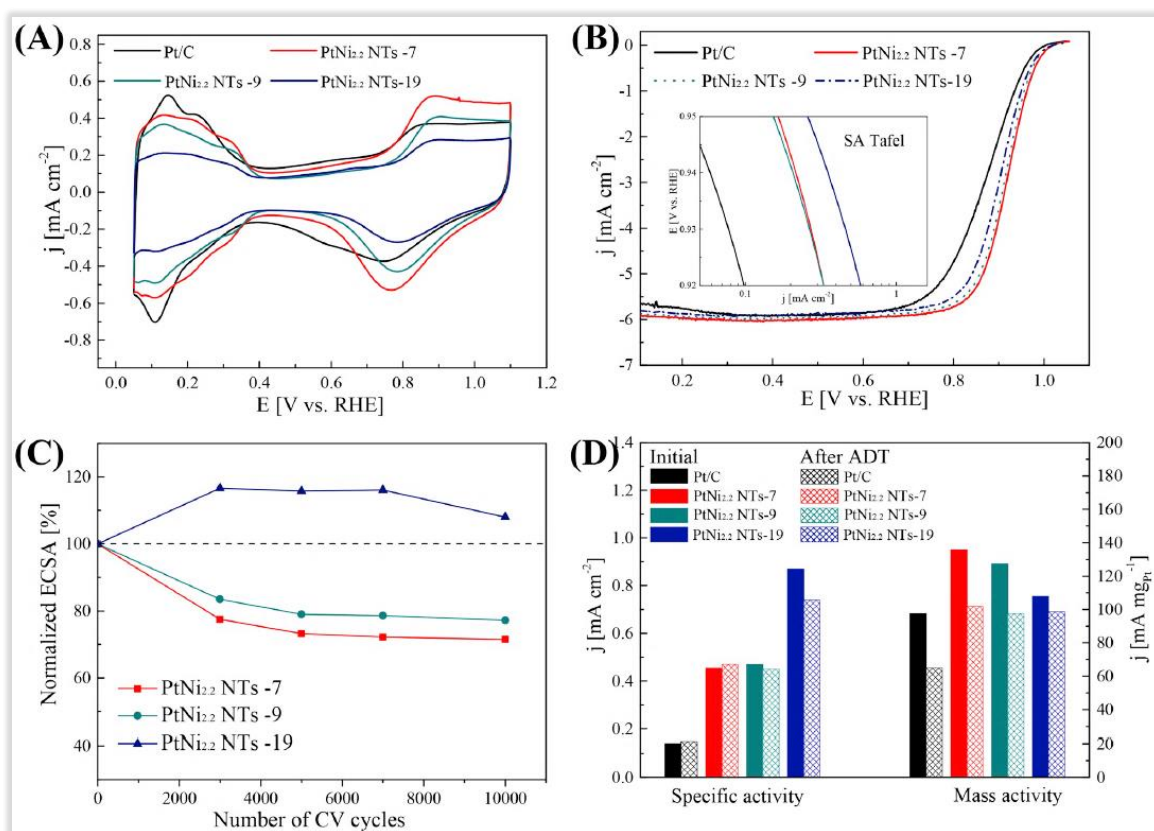 (A)
Pt/C
PtNi2.2 NTs -7
PtNi2.2 NTs -9
PtNi2.2 NTs-19
0.8
0.4
0.0
-0.4
-0.8
j [mA cm-2]
0.0 0.2 0.4 0.6 0.8 1.0 1.2
E [V vs. RHE]
(B)
Pt/C
PtNi2.2 NTs -7
PtNi2.2 NTs -9
PtNi2.2 NTs-19
0
-1
-2
-3
-4
-5
-6
-7
j [mA cm-2]
SA Tafel
0.95
0.94
0.93
0.92
E [V vs. RHE]
0.1 1
j [mA cm-2]
0.2 0.4 0.6 0.8 1.0
E [V vs. RHE]
(C)
120
100
80
60
40
Normalized ECSA [%]
PtNi2.2 NTs -7
PtNi2.2 NTs -9
PtNi2.2 NTs -19
0 2000 4000 6000 8000 10000
Number of CV cycles
(D)
Initial
Pt/C
PtNi2.2 NTs-7
PtNi2.2 NTs-9
PtNi2.2 NTs-19
After ADT
Pt/C
PtNi2.2 NTs-7
PtNi2.2 NTs-9
PtNi2.2 NTs-19
1.4
1.2
1.0
0.8
0.6
0.4
0.2
0.0
j [mA cm-2]
200
180
160
140
120
100
80
60
40
20
0
j [mA mgPt-1]
Specific activity
Mass activity